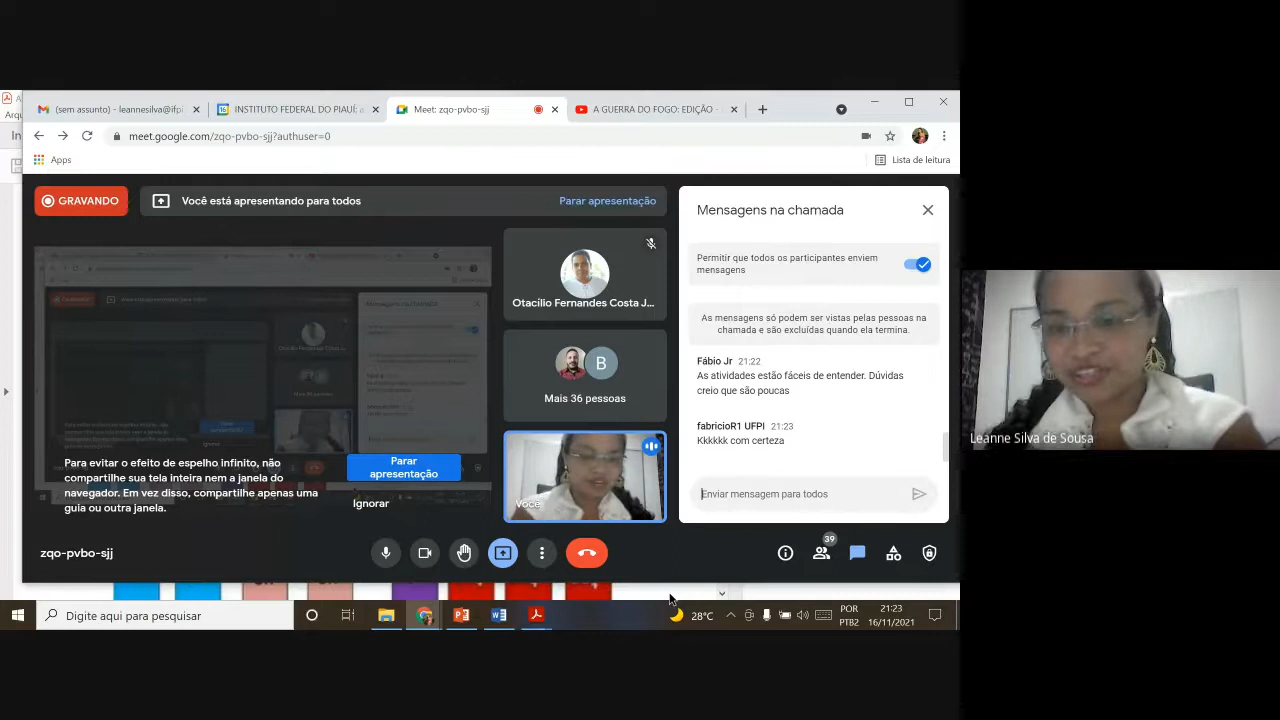 (sem assunto) - leannesilva@ifpi
INSTITUTO FEDERAL DO PIAUÍ: a
Meet: zqo-pvbo-sjj
A GUERRA DO FOGO: EDIÇÃO -
Arqu
meet.google.com/zqo-pvbo-sjj?authuser=0
In
Apps
Lista de leitura
GRAVANDO
Você está apresentando para todos
Parar apresentação
Mensagens na chamada
Permitir que todos os participantes enviem
mensagens
Otacílio Fernandes Costa J...
As mensagens só podem ser vistas pelas pessoas na
chamada e são excluídas quando ela termina.
Fábio Jr 21:22
As atividades estão fáceis de entender. Dúvidas
creio que são poucas
B
Mais 36 pessoas
fabricioR1 UFPI 21:23
Kkkkkk com certeza
Leanne Silva de Sousa
Para evitar o efeito de espelho infinito, não
compartilhe sua tela inteira nem a janela do
navegador. Em vez disso, compartilhe apenas uma
guia ou outra janela.
Parar
apresentação
Ignorar
Você
Enviar mensagem para todos
zqo-pvbo-sjj
39
Digite aqui para pesquisar
28°C
POR
PTB2
21:23
16/11/2021